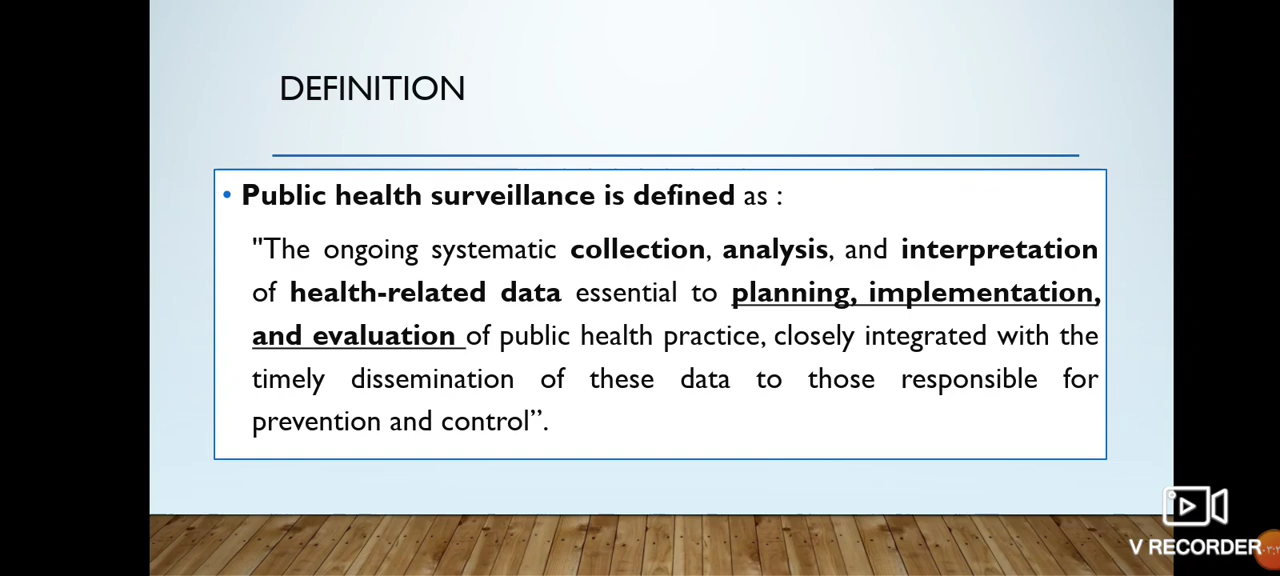 DEFINITION
• Public health surveillance is defined as :
"The ongoing systematic collection, analysis, and interpretation
of health-related data essential to planning, implementation,
and evaluation of public health practice, closely integrated with the
timely dissemination of these data to those responsible for
prevention and control”.
V RECORDER